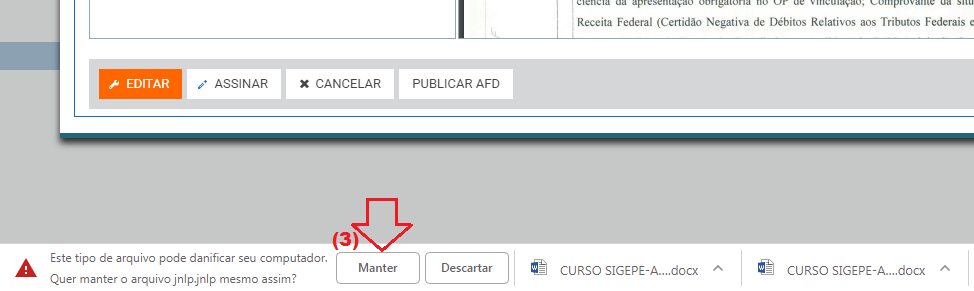 ciência da apresentação obrigatória no OP de vinculação; Comprovante da situ
Receita Federal (Certidão Negativa de Débitos Relativos aos Tributos Federais e
EDITAR
ASSINAR
CANCELAR
PUBLICAR AFD
(3)
Este tipo de arquivo pode danificar seu computador.
Quer manter o arquivo jnlp.jnlp mesmo assim?
Manter
Descartar
CURSO SIGEPE-A....docx
CURSO SIGEPE-A....docx